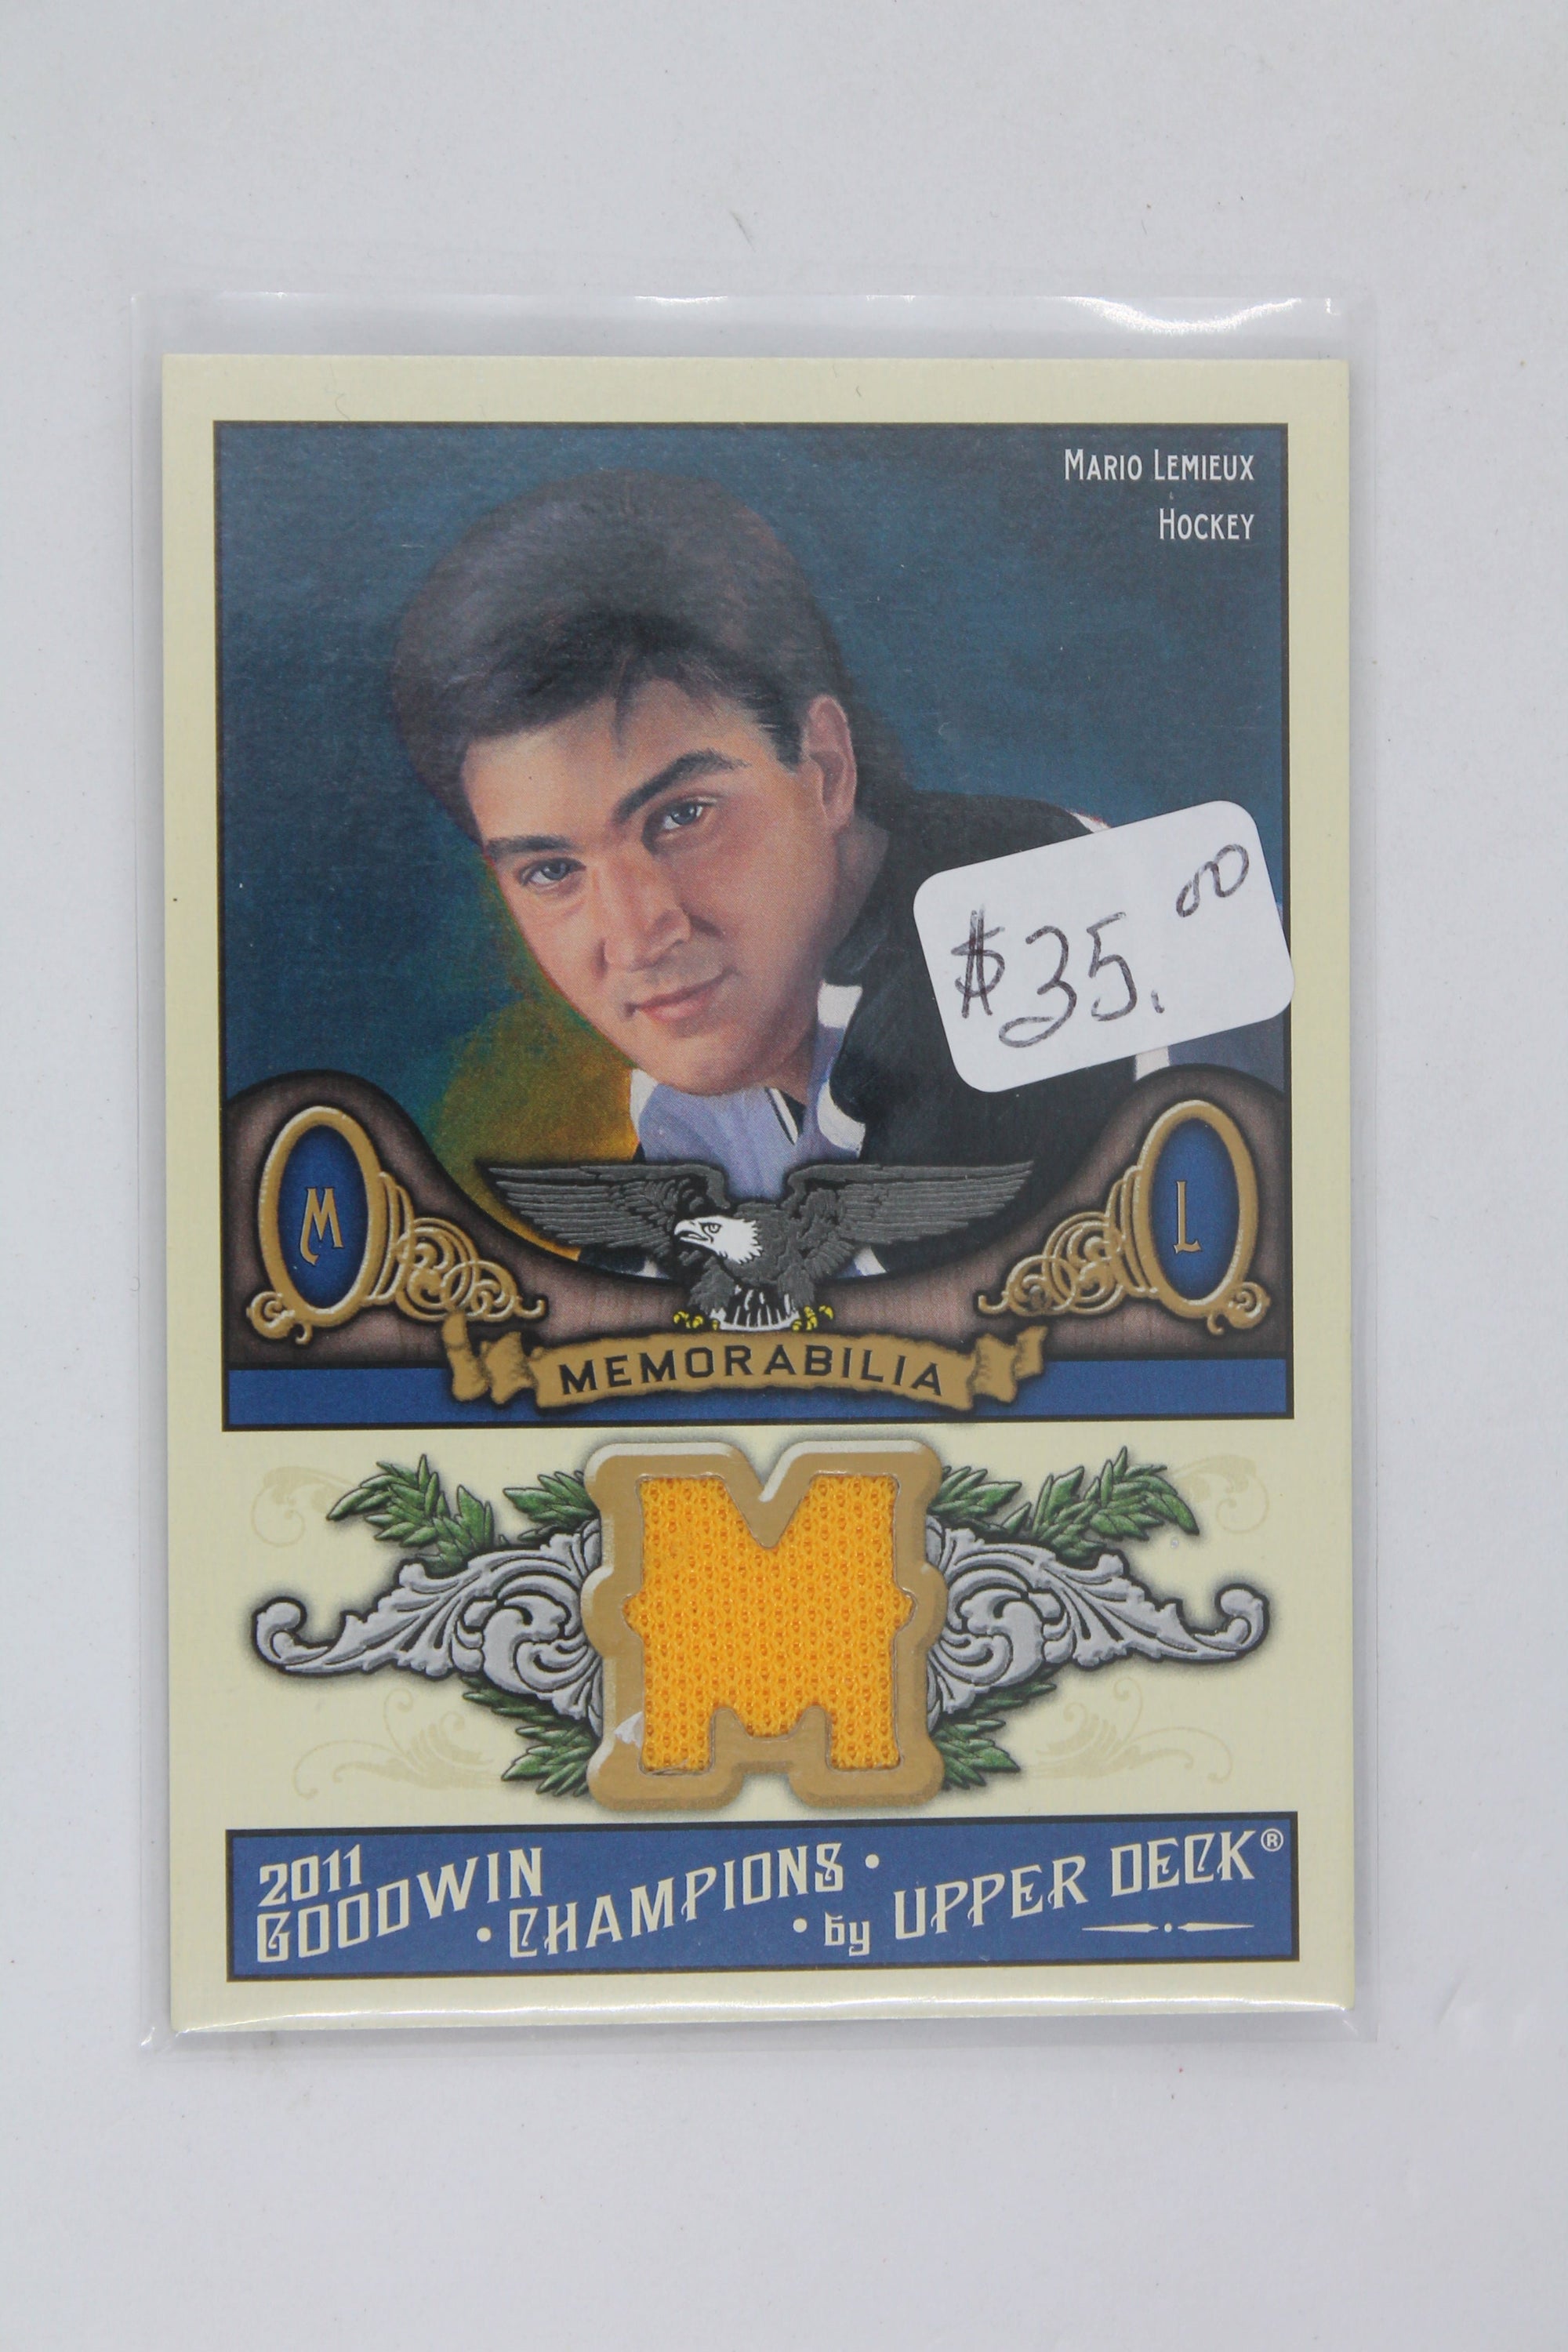 Mario Lemieux
Hockey
$35.00
M
L
MEMORABILIA
M
2011
GOODWIN
• CHAMPIONS •
• by UPPER DECK®